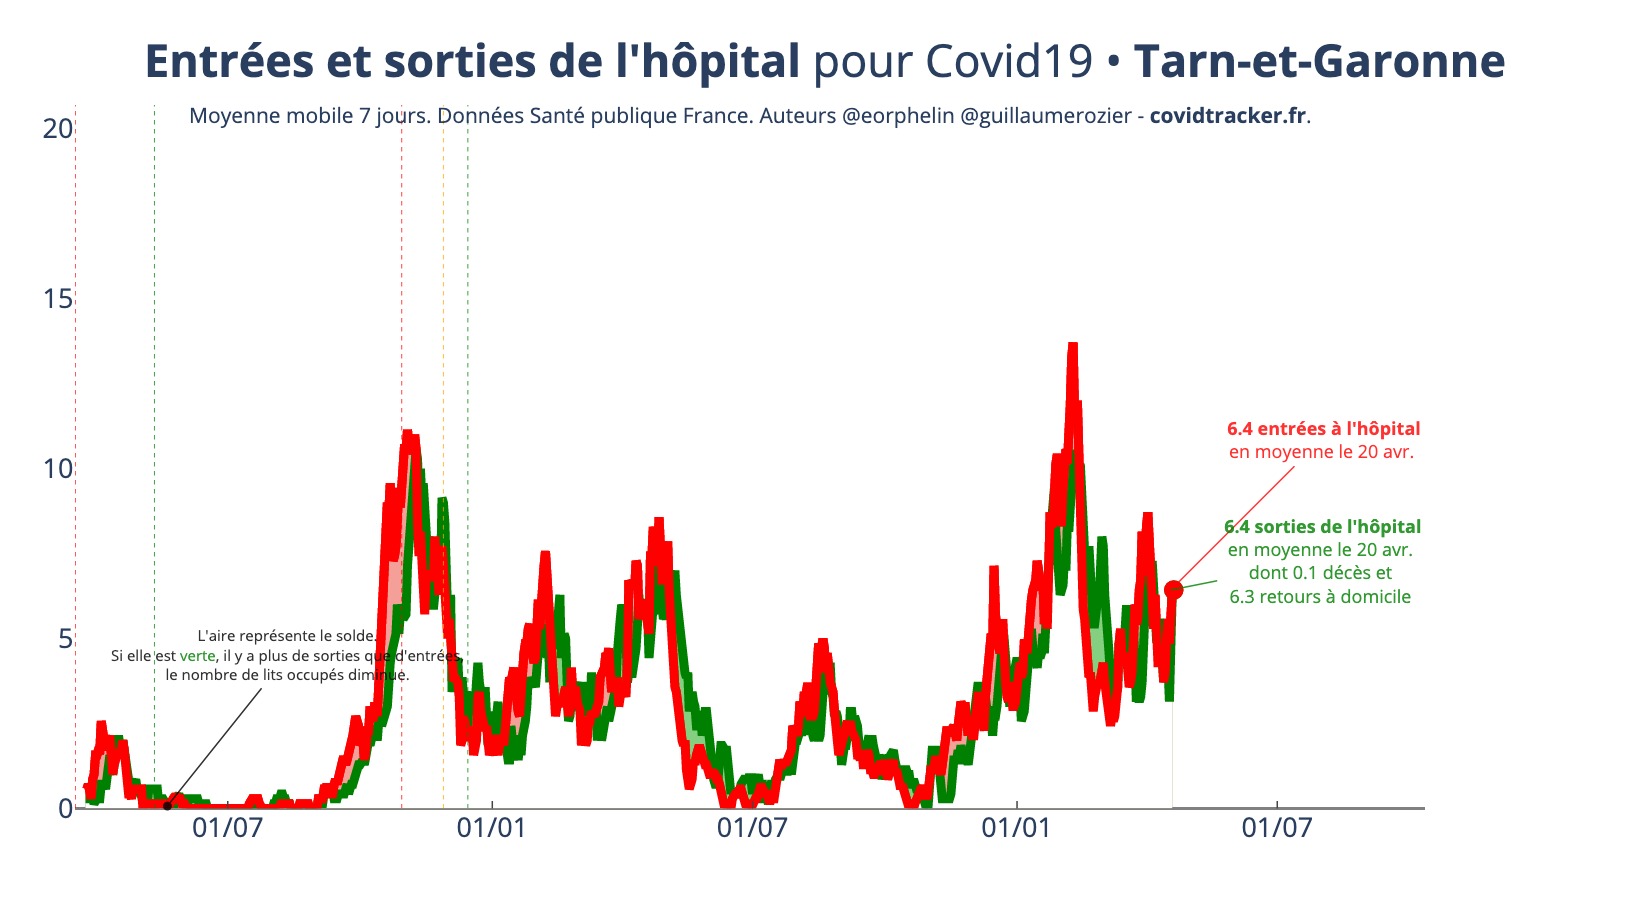 Entrées et sorties de l'hôpital pour Covid19 • Tarn-et-Garonne
Moyenne mobile 7 jours. Données Santé publique France. Auteurs @eorphelin @guillaumerozier - covidtracker.fr.
20
15
10
5
0
6.4 entrées à l'hôpital
en moyenne le 20 avr.
6.4 sorties de l'hôpital
en moyenne le 20 avr.
dont 0.1 décès et
6.3 retours à domicile
L'aire représente le solde.
Si elle est verte, il y a plus de sorties que d'entrées,
le nombre de lits occupés diminue.
01/07
01/01
01/07
01/01
01/07